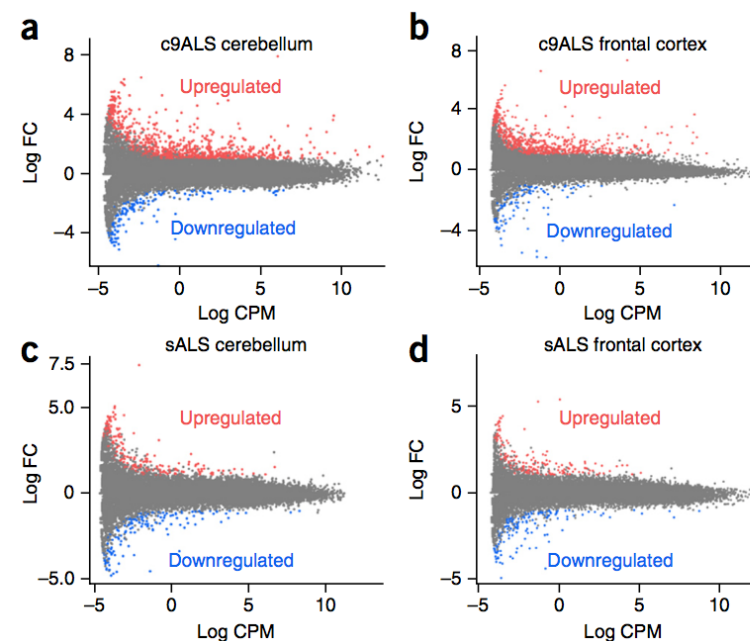 a
c9ALS cerebellum
8
4
0
−4
Log FC
Upregulated
Downregulated
−5 0 5 10
Log CPM
b
c9ALS frontal cortex
8
4
0
−4
Log FC
Upregulated
Downregulated
−5 0 5 10
Log CPM
c
sALS cerebellum
7.5
5.0
0
−5.0
Log FC
Upregulated
Downregulated
−5 0 5 10
Log CPM
d
sALS frontal cortex
5
0
−5
Log FC
Upregulated
Downregulated
−5 0 5 10
Log CPM